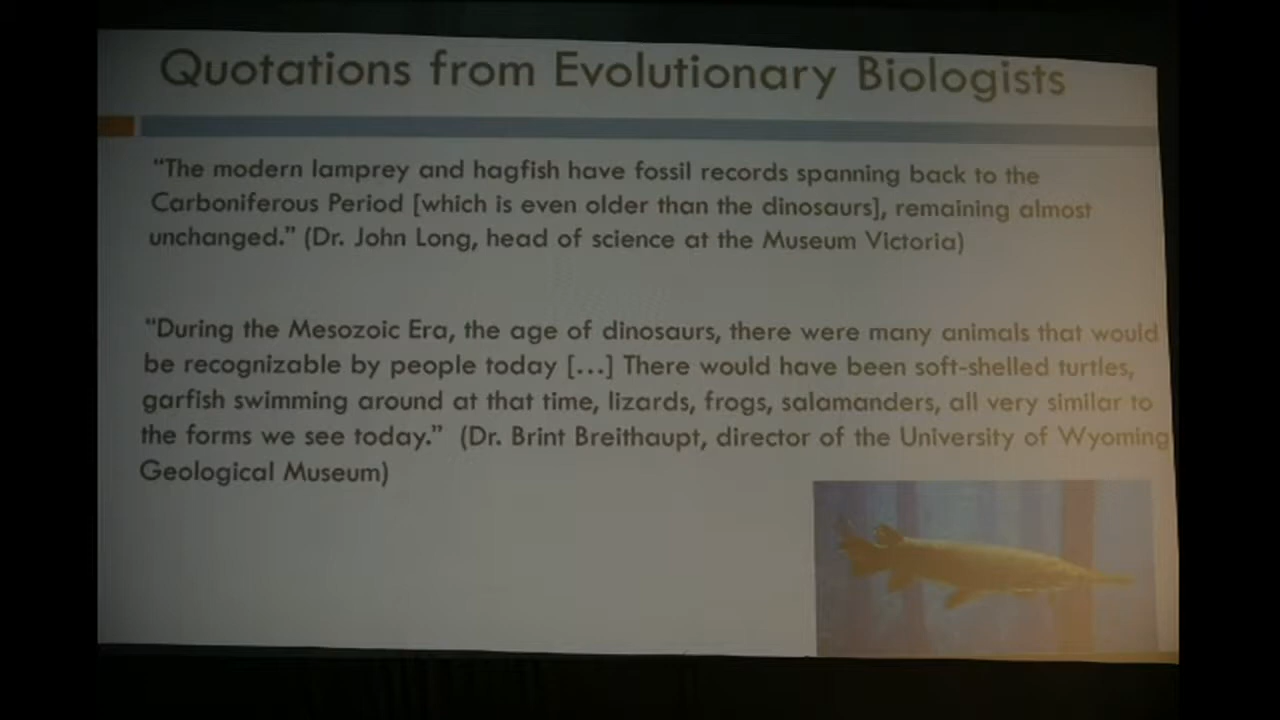 Quotations from Evolutionary Biologists
“The modern lamprey and hagfish have fossil records spanning back to the
Carboniferous Period [which is even older than the dinosaurs], remaining almost
unchanged.” (Dr. John Long, head of science at the Museum Victoria)
“During the Mesozoic Era, the age of dinosaurs, there were many animals that would
be recognizable by people today [...] There would have been soft-shelled turtles,
garfish swimming around at that time, lizards, frogs, salamanders, all very similar to
the forms we see today.” (Dr. Brint Breithaupt, director of the University of Wyoming
Geological Museum)